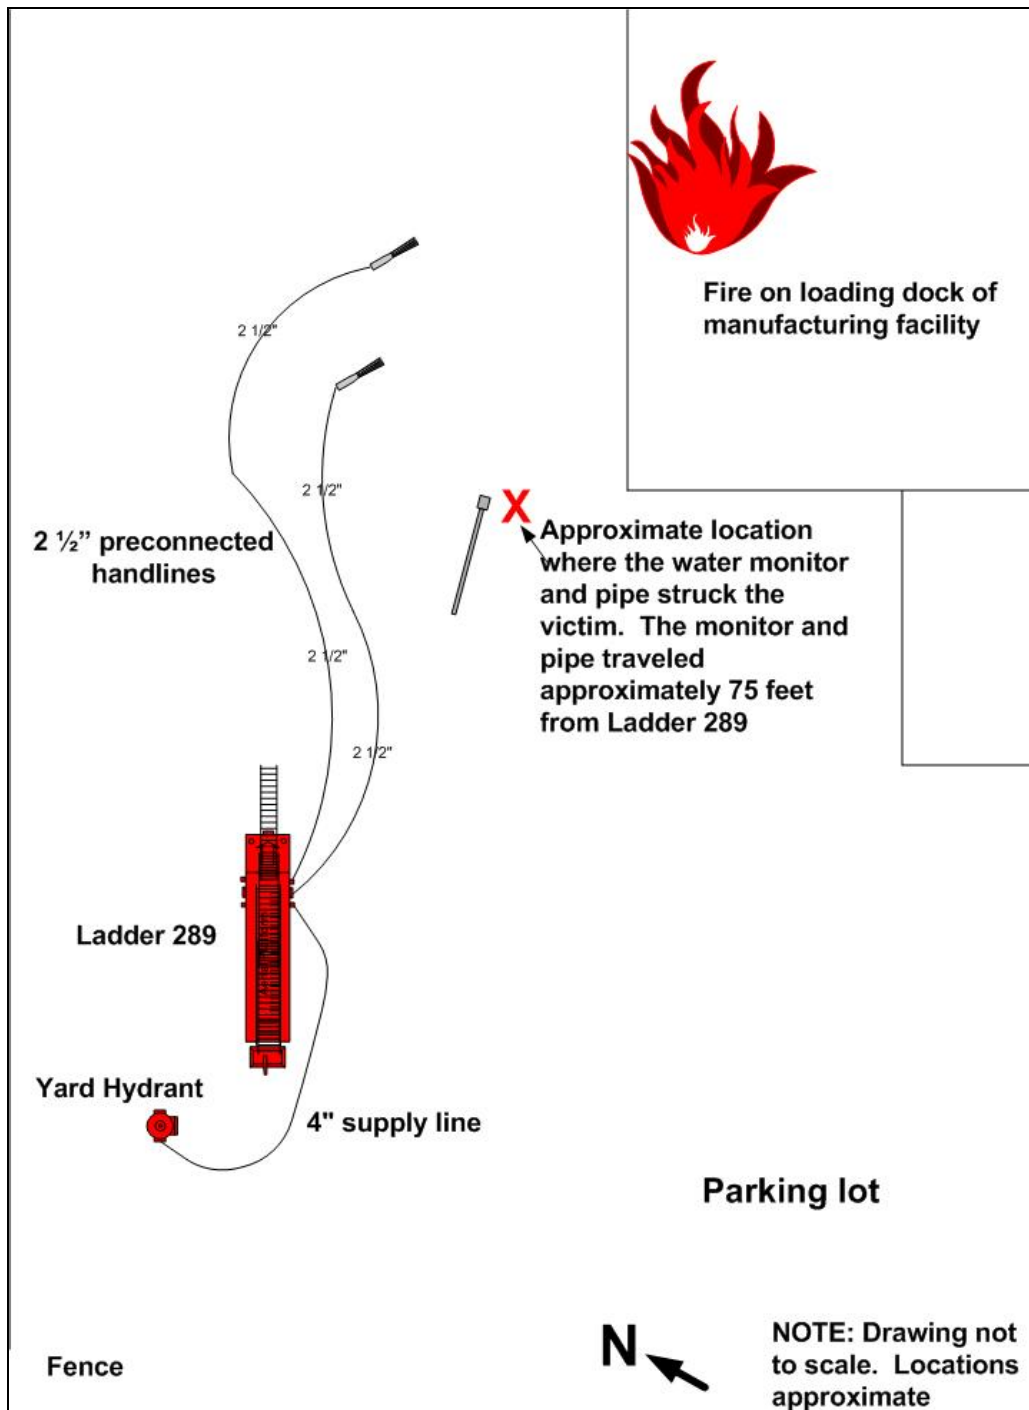 Fire on loading dock of
manufacturing facility
2 1/2"
2 1/2"
2 ½” preconnected
handlines
X
Approximate location
where the water monitor
and pipe struck the
victim.  The monitor and
pipe traveled
approximately 75 feet
from Ladder 289
2 1/2"
2 1/2"
Ladder 289
Yard Hydrant
4" supply line
Parking lot
N
NOTE: Drawing not
to scale.  Locations
approximate
Fence